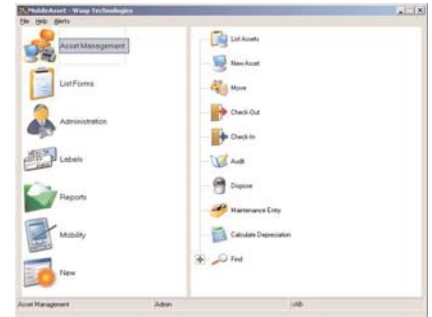 MobileAsset - Wasp Technologies
File Help Alerts
Asset Management
List Forms
Administration
Labels
Reports
Mobility
New
List Assets
New Asset
Move
Check-Out
Check-In
Audit
Dispose
Maintenance Entry
Calculate Depreciation
Find
Asset Management Admin <All>